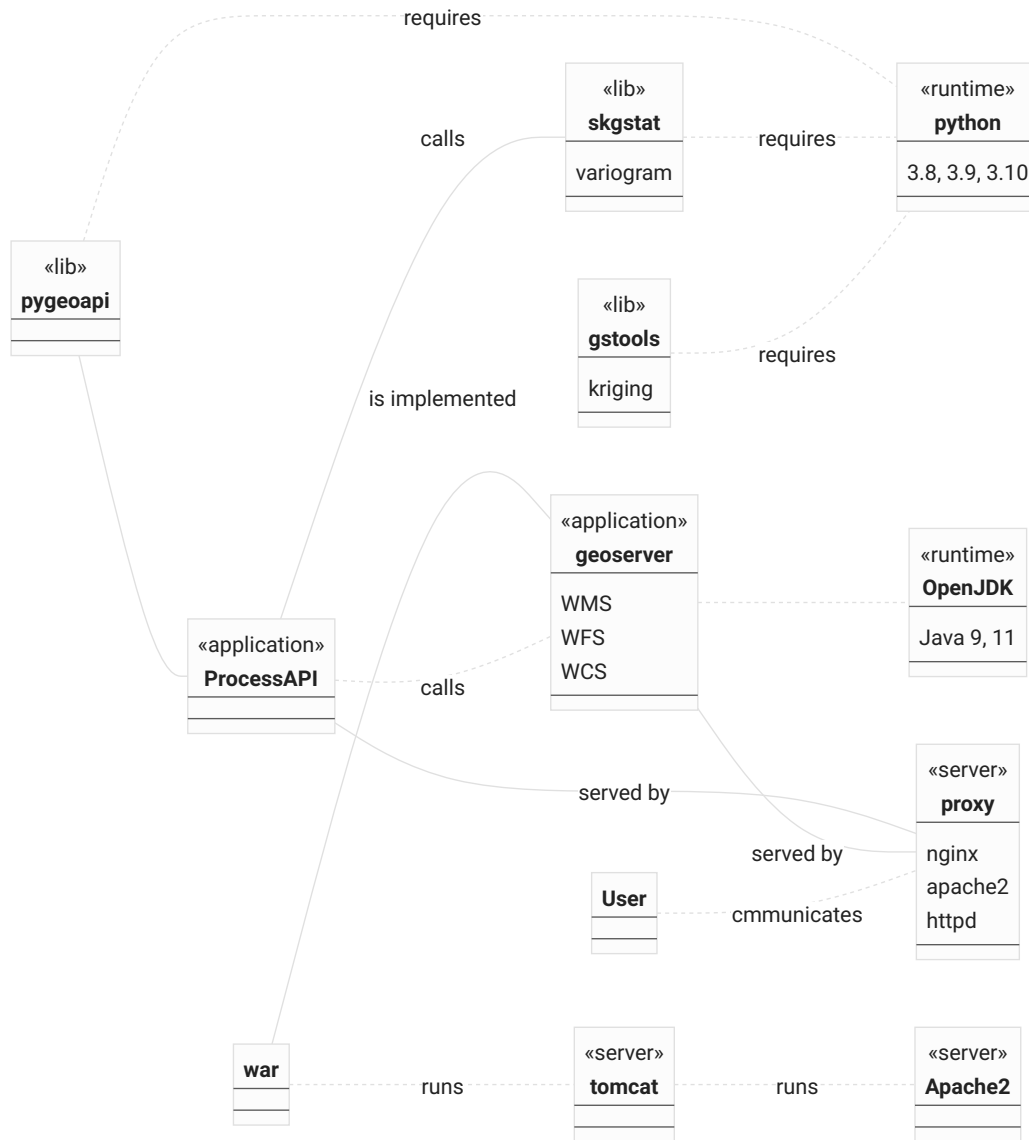 requires
«lib»
skgstat
variogram
«runtime»
python
3.8, 3.9, 3.10
calls
requires
«lib»
pygeoapi
«lib»
gstools
kriging
requires
is implemented
«application»
geoserver
WMS
WFS
WCS
«runtime»
OpenJDK
Java 9, 11
«application»
ProcessAPI
calls
«server»
proxy
nginx
apache2
httpd
served by
served by
User
cmmunicates
war
runs
«server»
tomcat
runs
«server»
Apache2